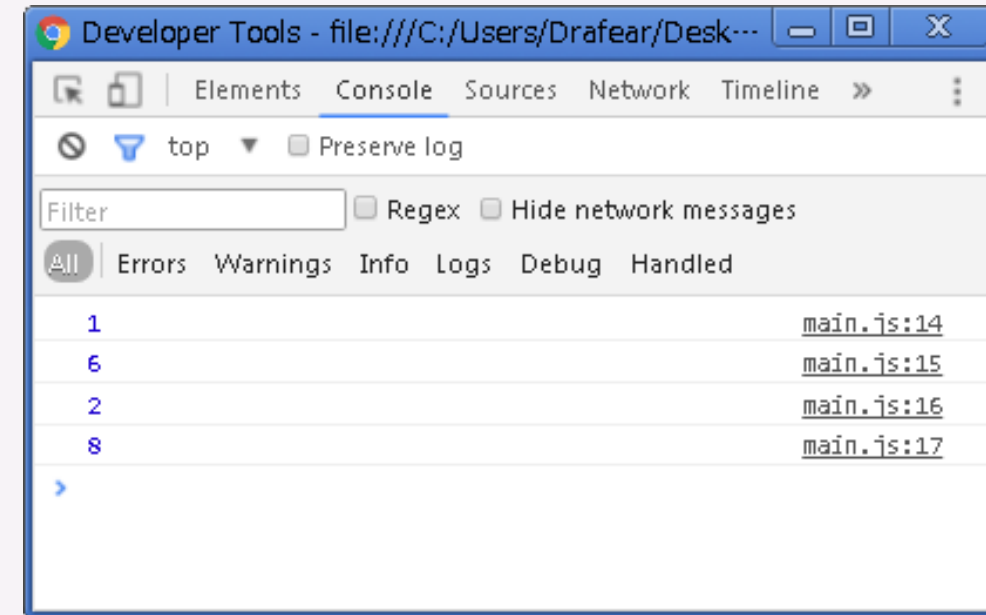 Developer Tools - file:///C:/Users/Drafear/Desk...
Elements Console Sources Network Timeline »
top ▼ Preserve log
Filter Regex Hide network messages
All Errors Warnings Info Logs Debug Handled
1 main.js:14
6 main.js:15
2 main.js:16
8 main.js:17
>